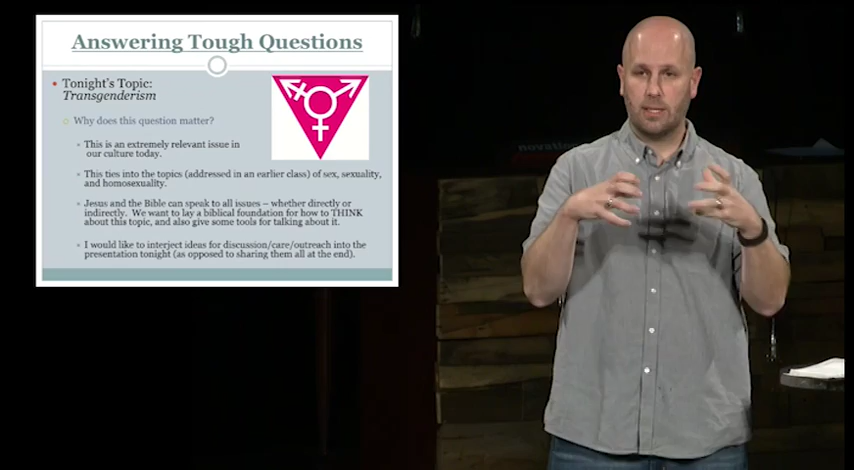 Answering Tough Questions
Tonight's Topic:
Transgenderism
Why does this question matter?
This is an extremely relevant issue in
our culture today.
This ties into the topics (addressed in an earlier class) of sex, sexuality,
and homosexuality.
Jesus and the Bible can speak to all issues – whether directly or
indirectly. We want to lay a biblical foundation for how to THINK
about this topic, and also give some tools for talking about it.
I would like to interject ideas for discussion/care/outreach into the
presentation tonight (as opposed to sharing them all at the end).